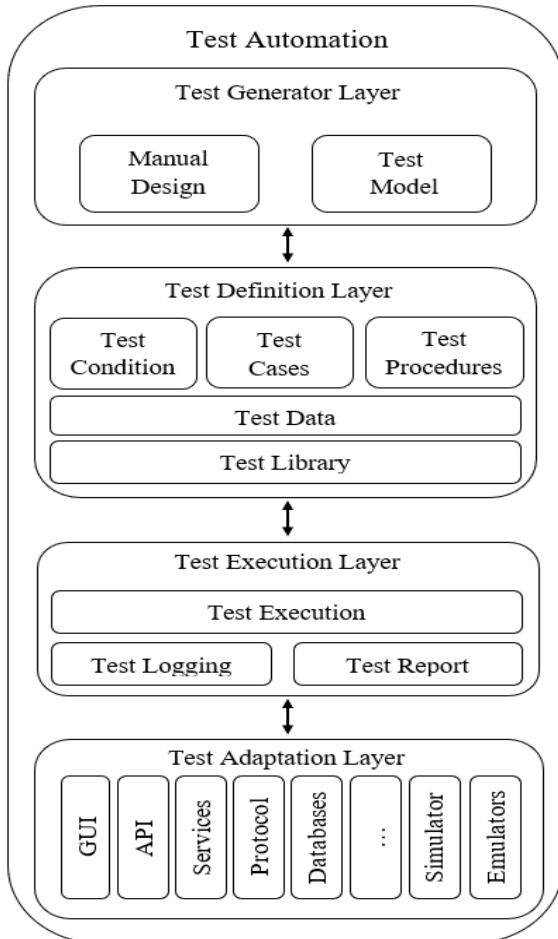 Test Automation
Test Generator Layer
Manual
Design
Test
Model
Test Definition Layer
Test
Condition
Test
Cases
Test
Procedures
Test Data
Test Library
Test Execution Layer
Test Execution
Test Logging
Test Report
Test Adaptation Layer
GUI
API
Services
Protocol
Databases
...
Simulator
Emulators